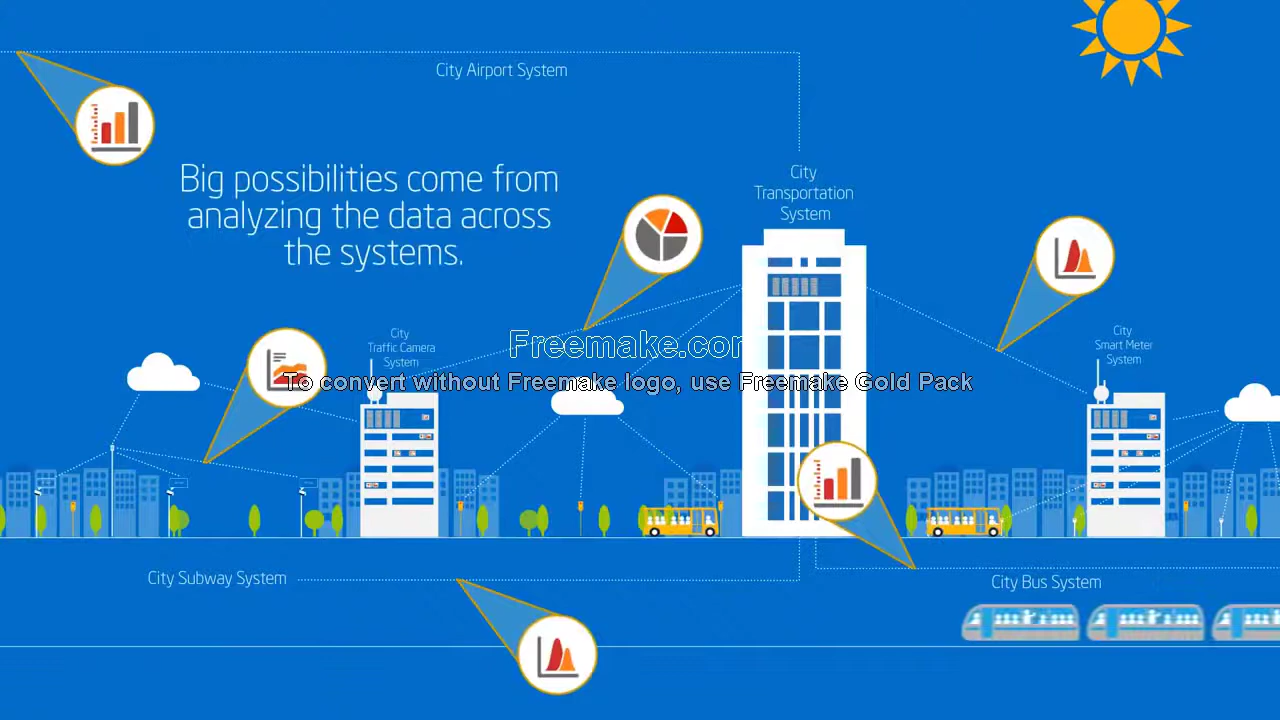 City Airport System
Big possibilities come from
analyzing the data across
the systems.
City
Transportation
System
City
Traffic Camera
System
Freemake.com
To convert without Freemake logo, use Freemake Gold Pack
City
Smart Meter
System
City Subway System
City Bus System